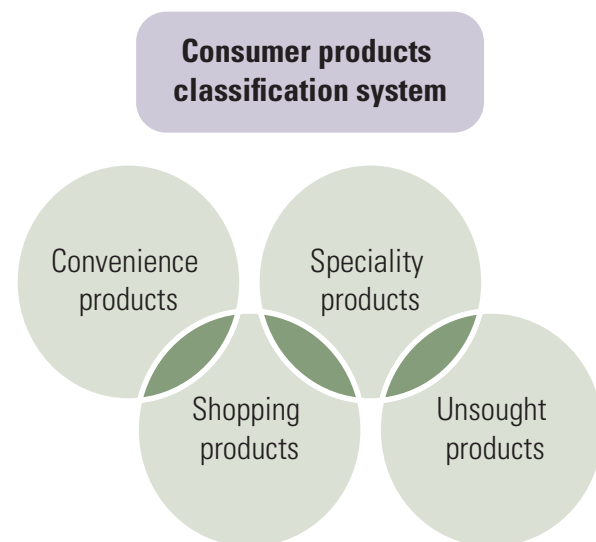 Consumer products
classification system
Convenience
products
Speciality
products
Shopping
products
Unsought
products